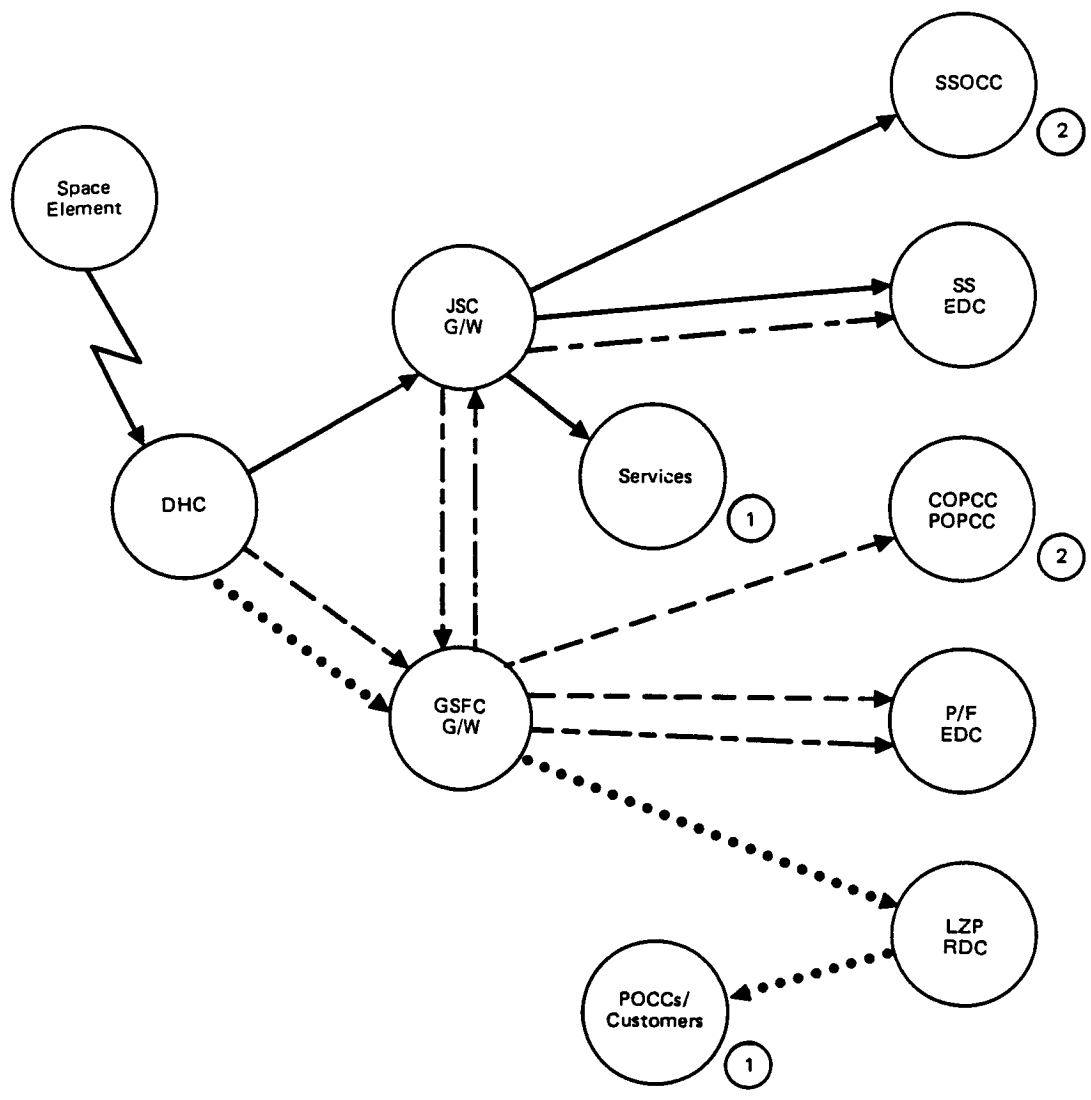 SSOCC
2
Space
Element
JSC
G/W
SS
EDC
Services
1
DHC
COPCC
POPCC
2
GSFC
G/W
P/F
EDC
LZP
RDC
POCCs/
Customers
1